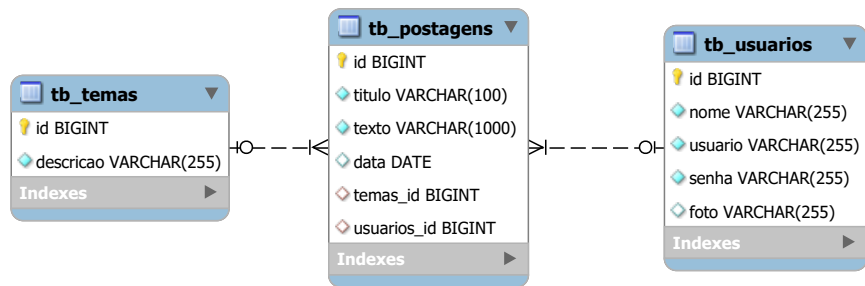 tb_temas
id BIGINT
descricao VARCHAR(255)
Indexes
tb_postagens
id BIGINT
titulo VARCHAR(100)
texto VARCHAR(1000)
data DATE
temas_id BIGINT
usuarios_id BIGINT
Indexes
tb_usuarios
id BIGINT
nome VARCHAR(255)
usuario VARCHAR(255)
senha VARCHAR(255)
foto VARCHAR(255)
Indexes